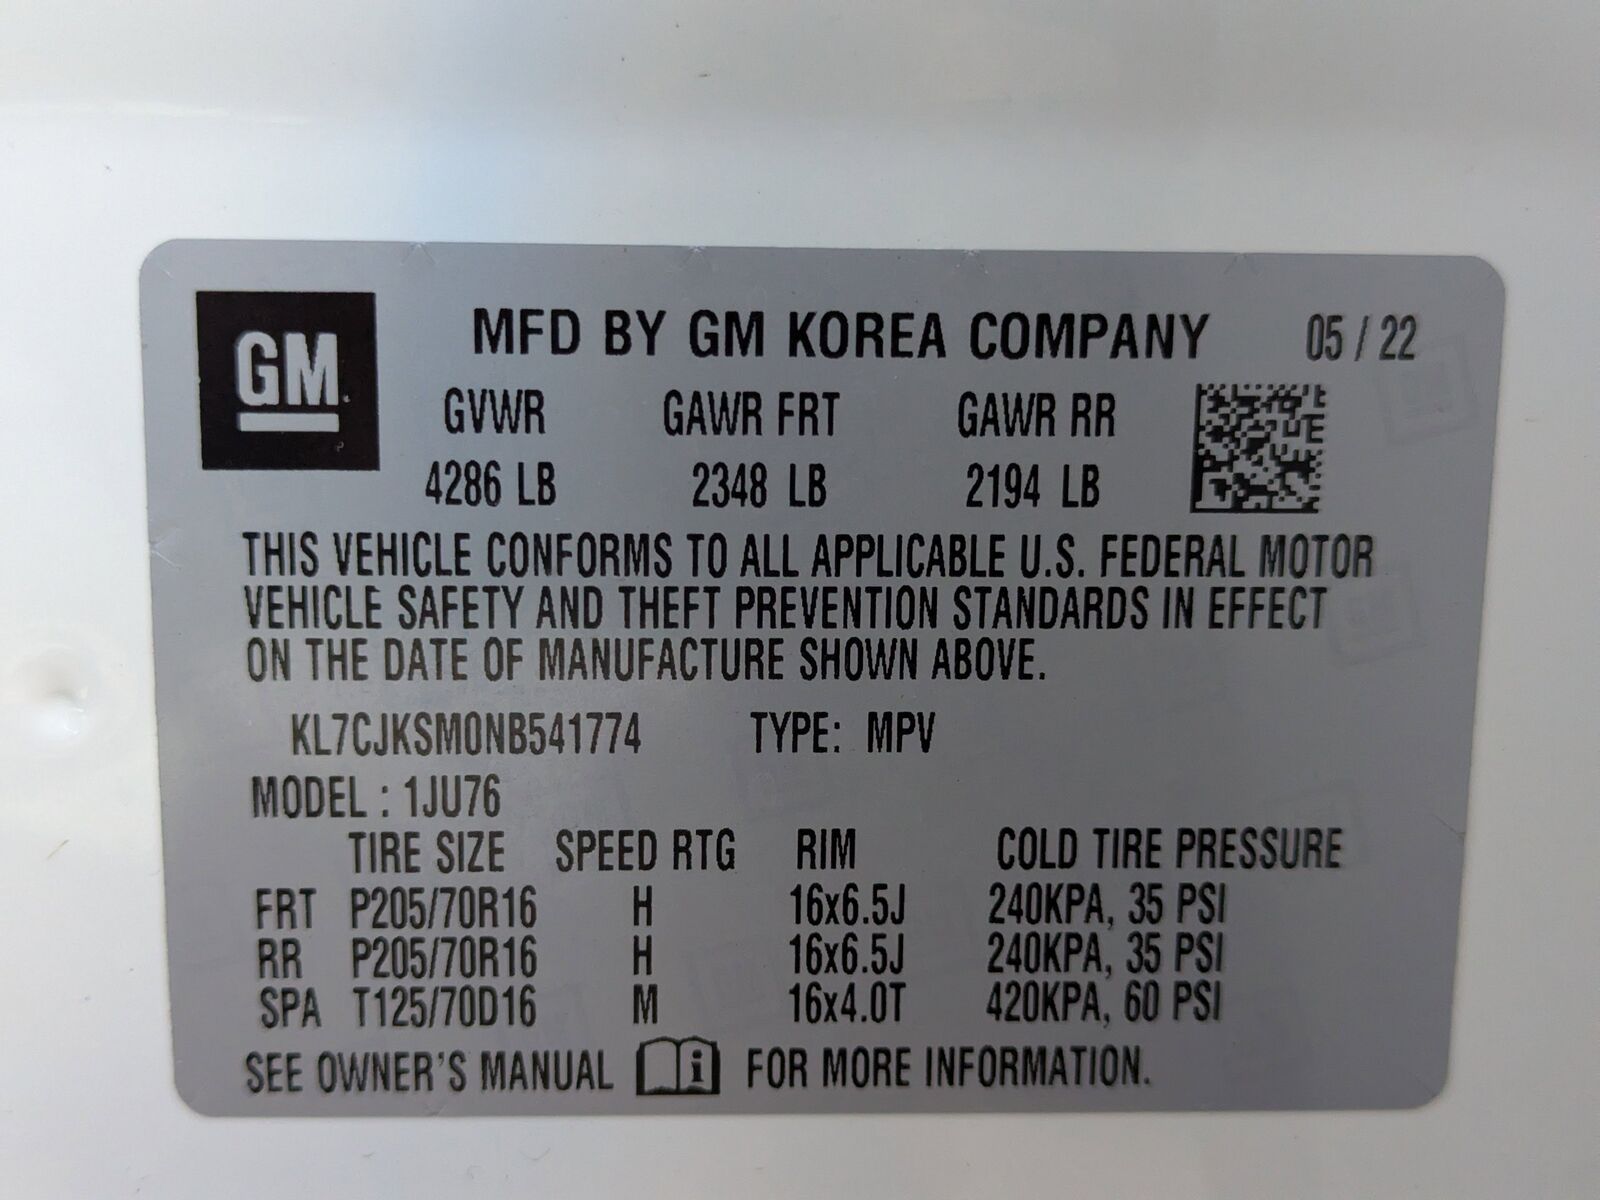 GM
MFD BY GM KOREA COMPANY 05 / 22
GVWR GAWR FRT GAWR RR
4286 LB 2348 LB 2194 LB
THIS VEHICLE CONFORMS TO ALL APPLICABLE U.S. FEDERAL MOTOR
VEHICLE SAFETY AND THEFT PREVENTION STANDARDS IN EFFECT
ON THE DATE OF MANUFACTURE SHOWN ABOVE.
KL7CJKSM0NB541774 TYPE: MPV
MODEL : 1JU76
TIRE SIZE SPEED RTG RIM COLD TIRE PRESSURE
FRT P205/70R16 H 16x6.5J 240KPA, 35 PSI
RR P205/70R16 H 16x6.5J 240KPA, 35 PSI
SPA T125/70D16 M 16x4.0T 420KPA, 60 PSI
SEE OWNER'S MANUAL i FOR MORE INFORMATION.